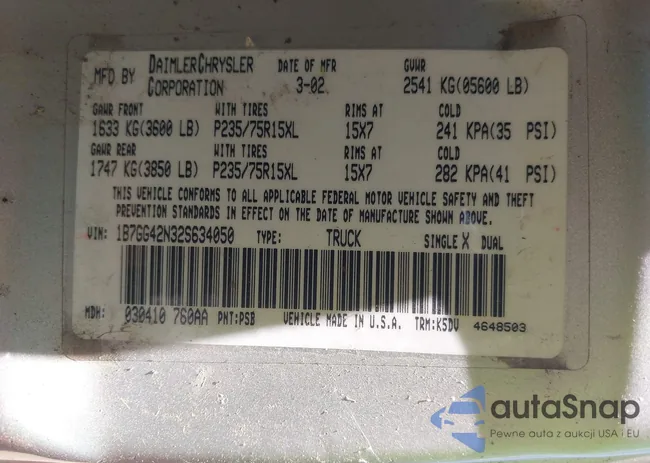 MFD BY DAIMLERCHRYSLER CORPORATION DATE OF MFR 3-02 GVWR 2541 KG(05600 LB)
GAWR FRONT WITH TIRES RIMS AT COLD
1633 KG(3600 LB) P235/75R15XL 15X7 241 KPA(35 PSI)
GAWR REAR WITH TIRES RIMS AT COLD
1747 KG(3850 LB) P235/75R15XL 15X7 282 KPA(41 PSI)
THIS VEHICLE CONFORMS TO ALL APPLICABLE FEDERAL MOTOR VEHICLE SAFETY AND THEFT
PREVENTION STANDARDS IN EFFECT ON THE DATE OF MANUFACTURE SHOWN ABOVE.
VIN: 1B7GG42N32S634050 TYPE: TRUCK SINGLE X DUAL
MDH: 030410 760AA PNT:PSB VEHICLE MADE IN U.S.A. TRM:K5DV 4648503
autaSnap
Pewne auta z aukcji USA i EU